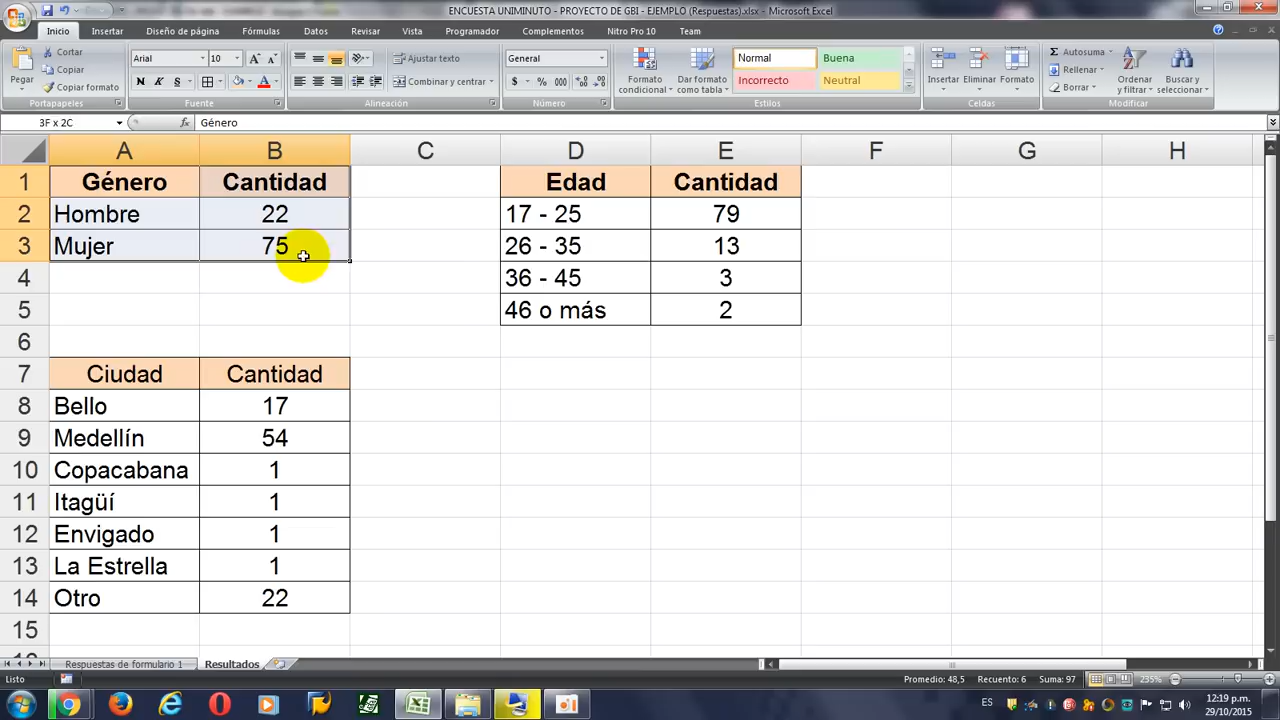 ENCUESTA UNIMINUTO - PROYECTO DE GBI - EJEMPLO (Respuestas).xlsx - Microsoft Excel
Inicio Insertar Diseño de página Fórmulas Datos Revisar Vista Programador Complementos Nitro Pro 10 Team
Cortar
Copiar
Copiar formato
Pegar
Portapapeles
Arial 10
N K S
Fuente
Ajustar texto
Combinar y centrar
Alineación
General
% 000
Número
Formato condicional
Dar formato como tabla
Normal Buena
Incorrecto Neutral
Estilos
Insertar Eliminar Formato
Celdas
Autosuma
Rellenar
Borrar
Ordenar y filtrar
Buscar y seleccionar
Modificar
3F x 2C fx Género
A B C D E F G H
1 Género Cantidad Edad Cantidad
2 Hombre 22 17 - 25 79
3 Mujer 75 26 - 35 13
4 36 - 45 3
5 46 o más 2
6
7 Ciudad Cantidad
8 Bello 17
9 Medellín 54
10 Copacabana 1
11 Itagüí 1
12 Envigado 1
13 La Estrella 1
14 Otro 22
15
Respuestas de formulario 1 Resultados
Listo Promedio: 48,5 Recuento: 6 Suma: 97 235%
ES 12:19 p.m.
29/10/2015